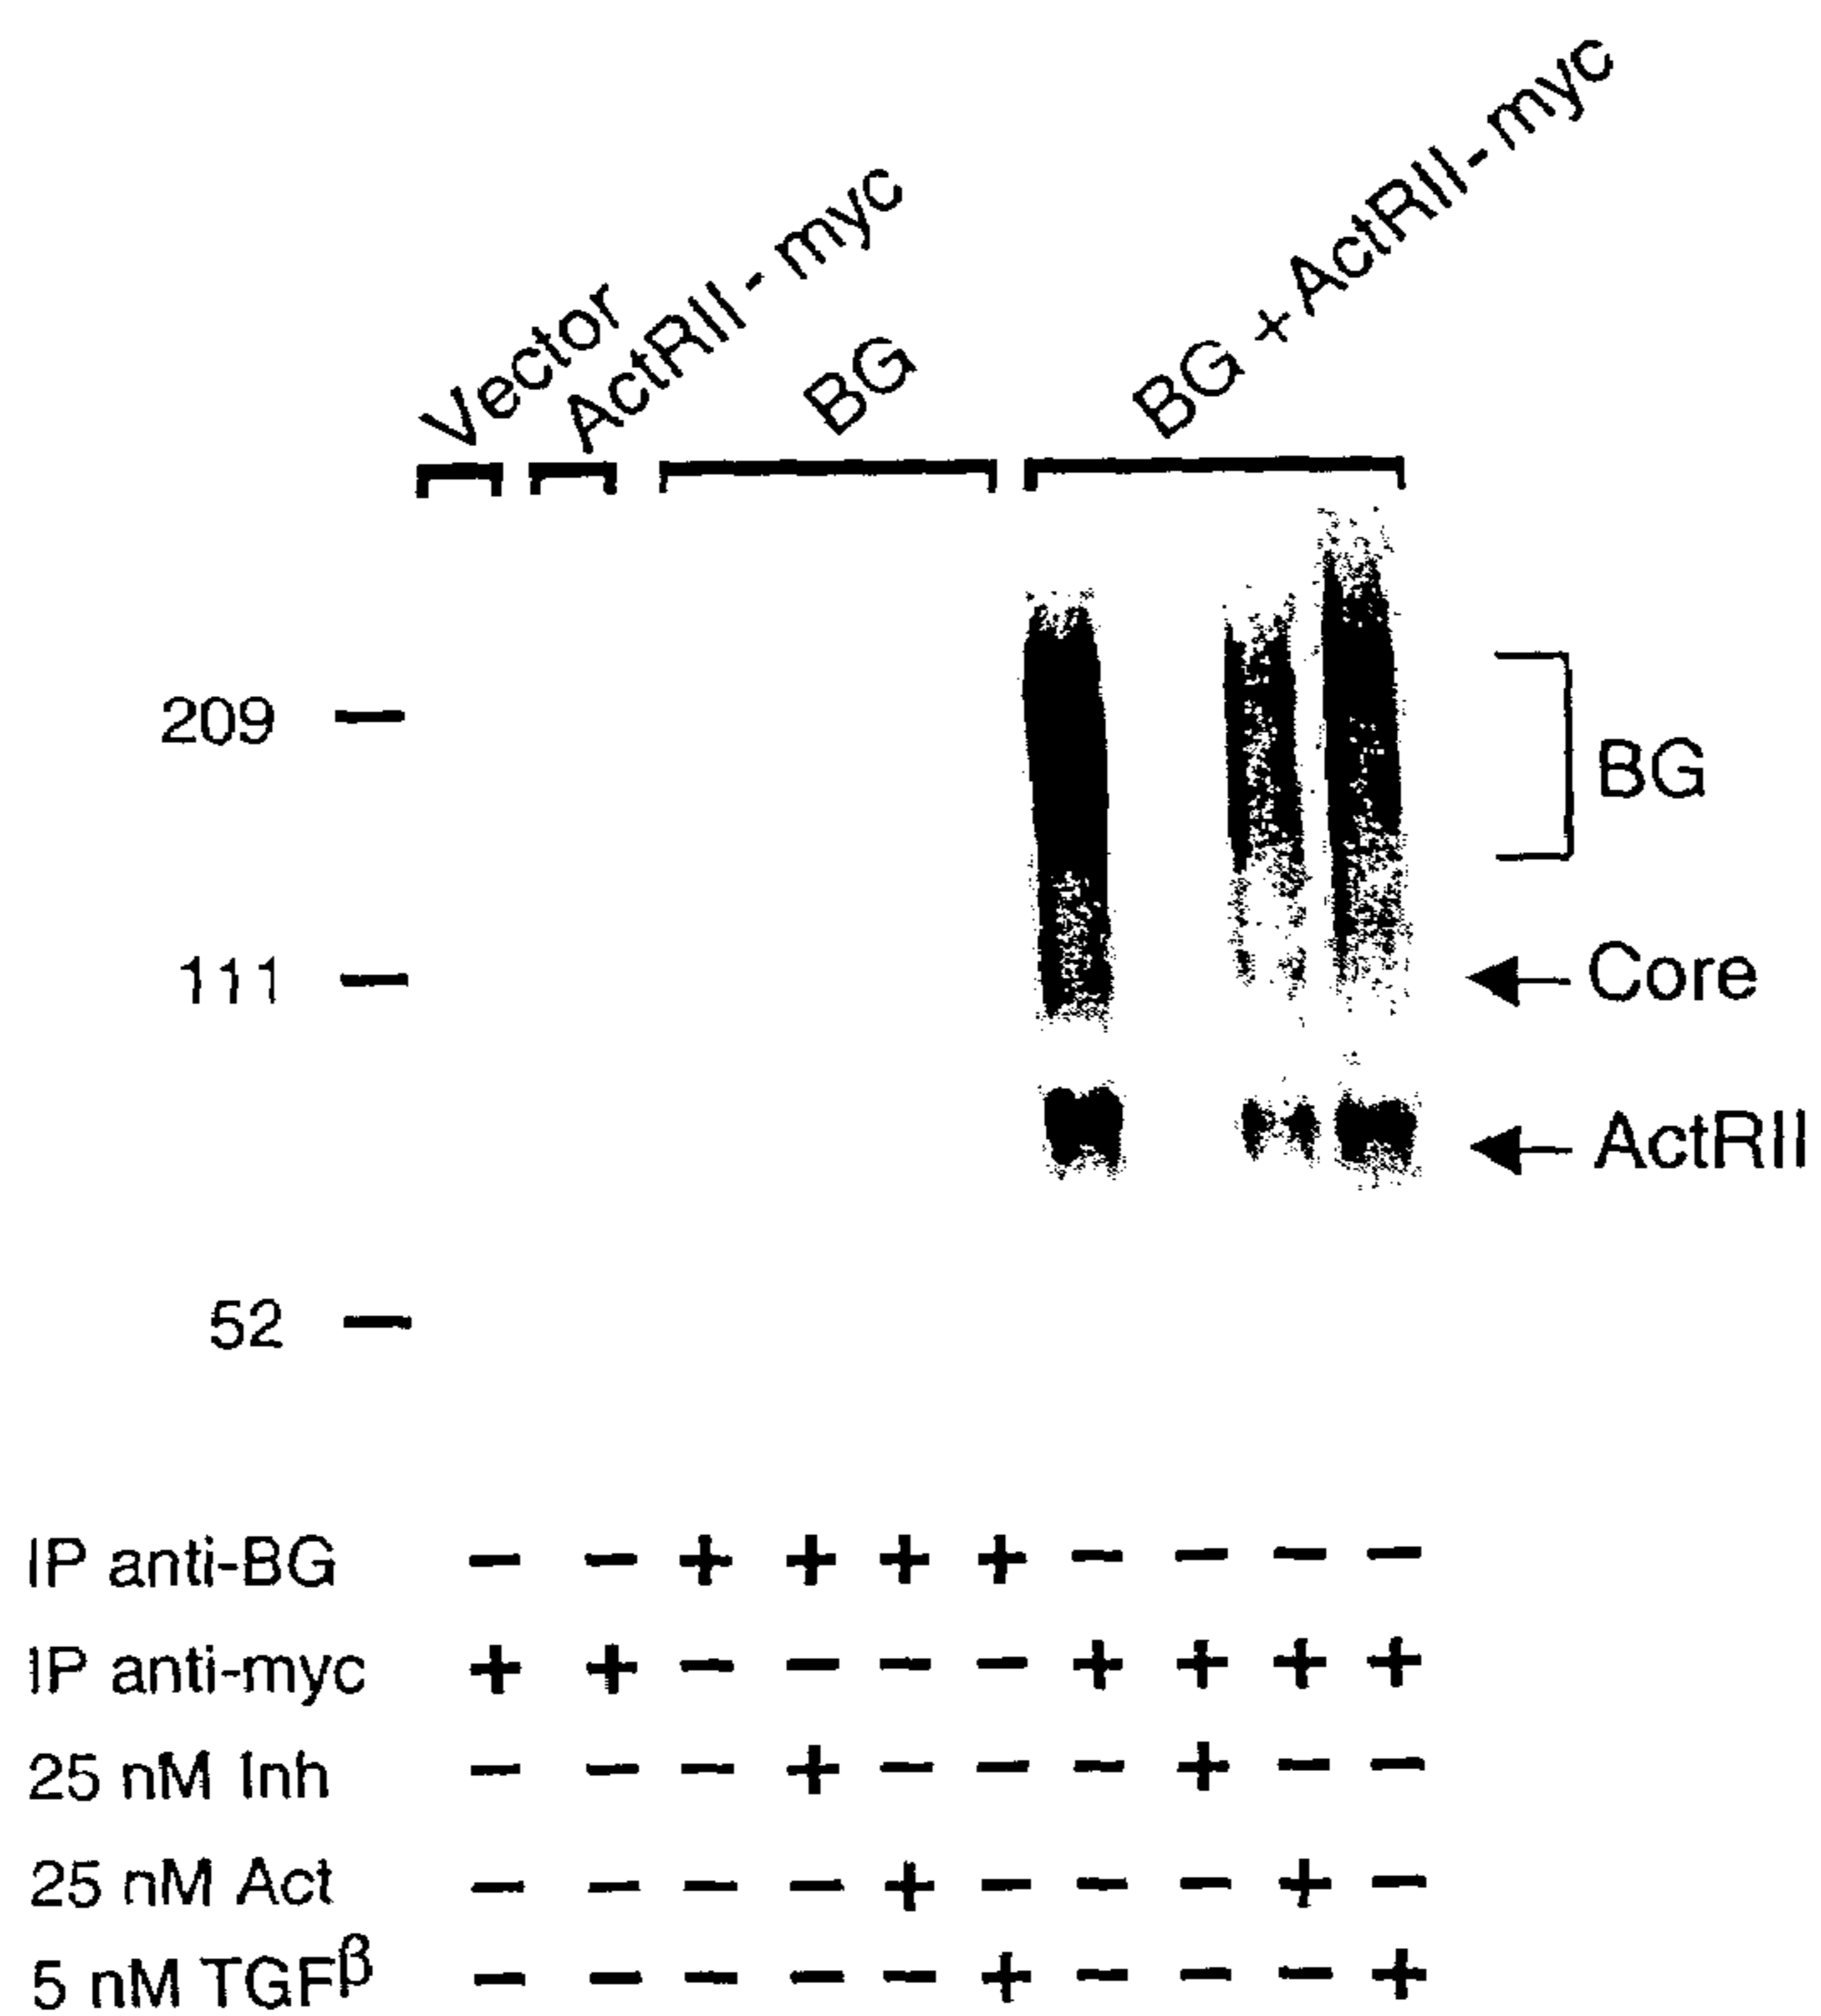 Vector
ActRII-myc
BG
BG + ActRII-myc
209
BG
111
Core
ActRII
52
IP anti-BG − − + + + + − − − −
IP anti-myc + + − − − − + + + +
25 nM Inh − − − + − − − + − −
25 nM Act − − − − + − − − + −
5 nM TGFβ − − − − − + − − − +